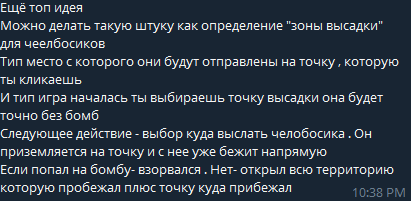 Ещё топ идея
Можно делать такую штуку как определение "зоны высадки"
для чеелбосиков
Тип место с которого они будут отправлены на точку , которую
ты кликаешь
И тип игра началась ты выбираешь точку высадки она будет
точно без бомб
Следующее действие - выбор куда выслать челобосика . Он
приземляется на точку и с нее уже бежит напрямую
Если попал на бомбу- взорвался . Нет- открыл всю территорию
которую пробежал плюс точку куда прибежал
10:38 PM